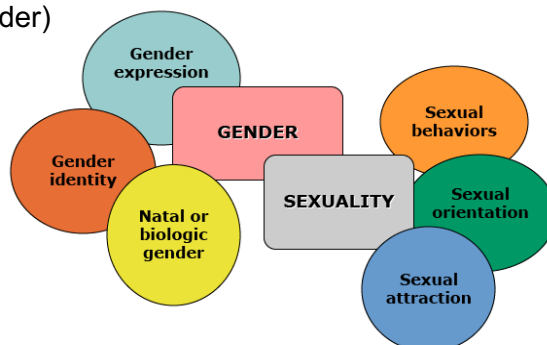 der)
Gender
expression
GENDER
Gender
identity
Natal or
biologic
gender
Sexual
behaviors
SEXUALITY
Sexual
orientation
Sexual
attraction